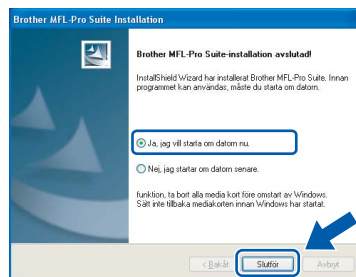 Brother MFL-Pro Suite Installation
Brother MFL-Pro Suite-installation avslutad!
InstallShield Wizard har installerat Brother MFL-Pro Suite. Innan
programmet kan användas, måste du starta om datorn.
Ja, jag vill starta om datorn nu.
Nej, jag startar om datorn senare.
funktion, ta bort alla media kort före omstart av Windows.
Sätt inte tillbaka mediakorten innan Windows har startat.
< Bakåt
Slutför
Avbryt